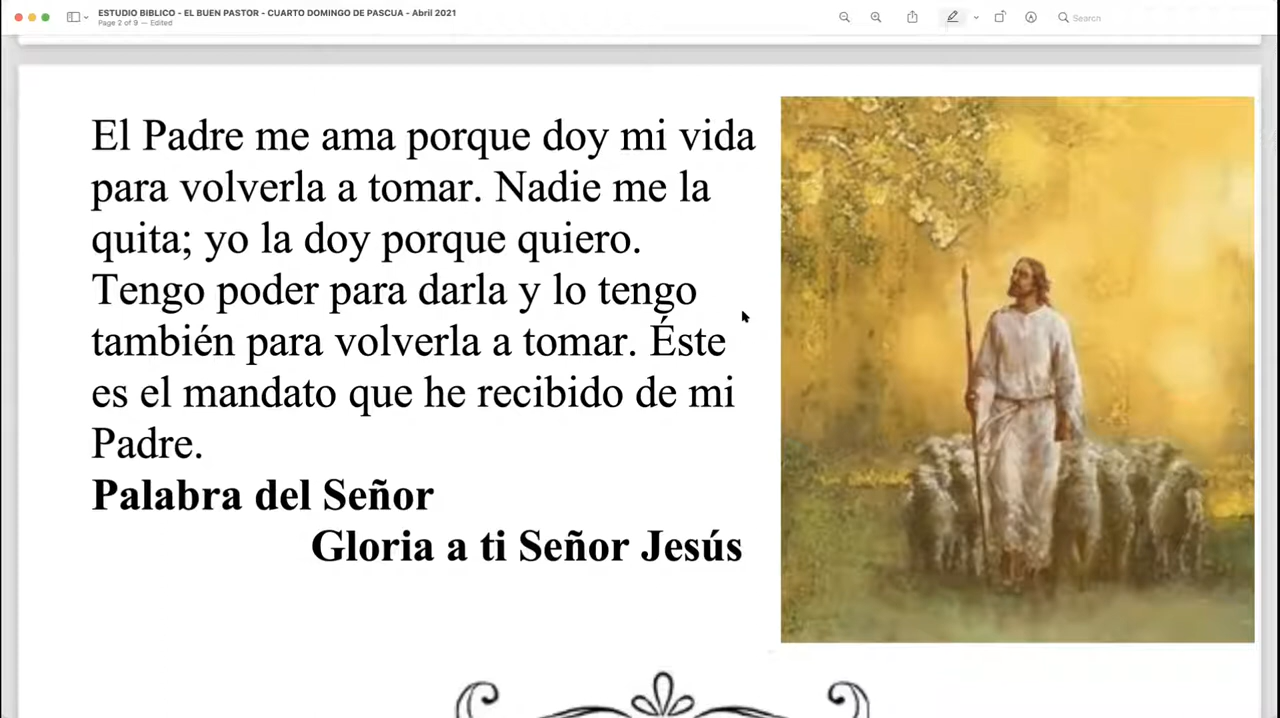 ESTUDIO BIBLICO - EL BUEN PASTOR - CUARTO DOMINGO DE PASCUA - Abril 2021
Page 2 of 9 — Edited
Search
El Padre me ama porque doy mi vida
para volverla a tomar. Nadie me la
quita; yo la doy porque quiero.
Tengo poder para darla y lo tengo
también para volverla a tomar. Éste
es el mandato que he recibido de mi
Padre.
Palabra del Señor
Gloria a ti Señor Jesús